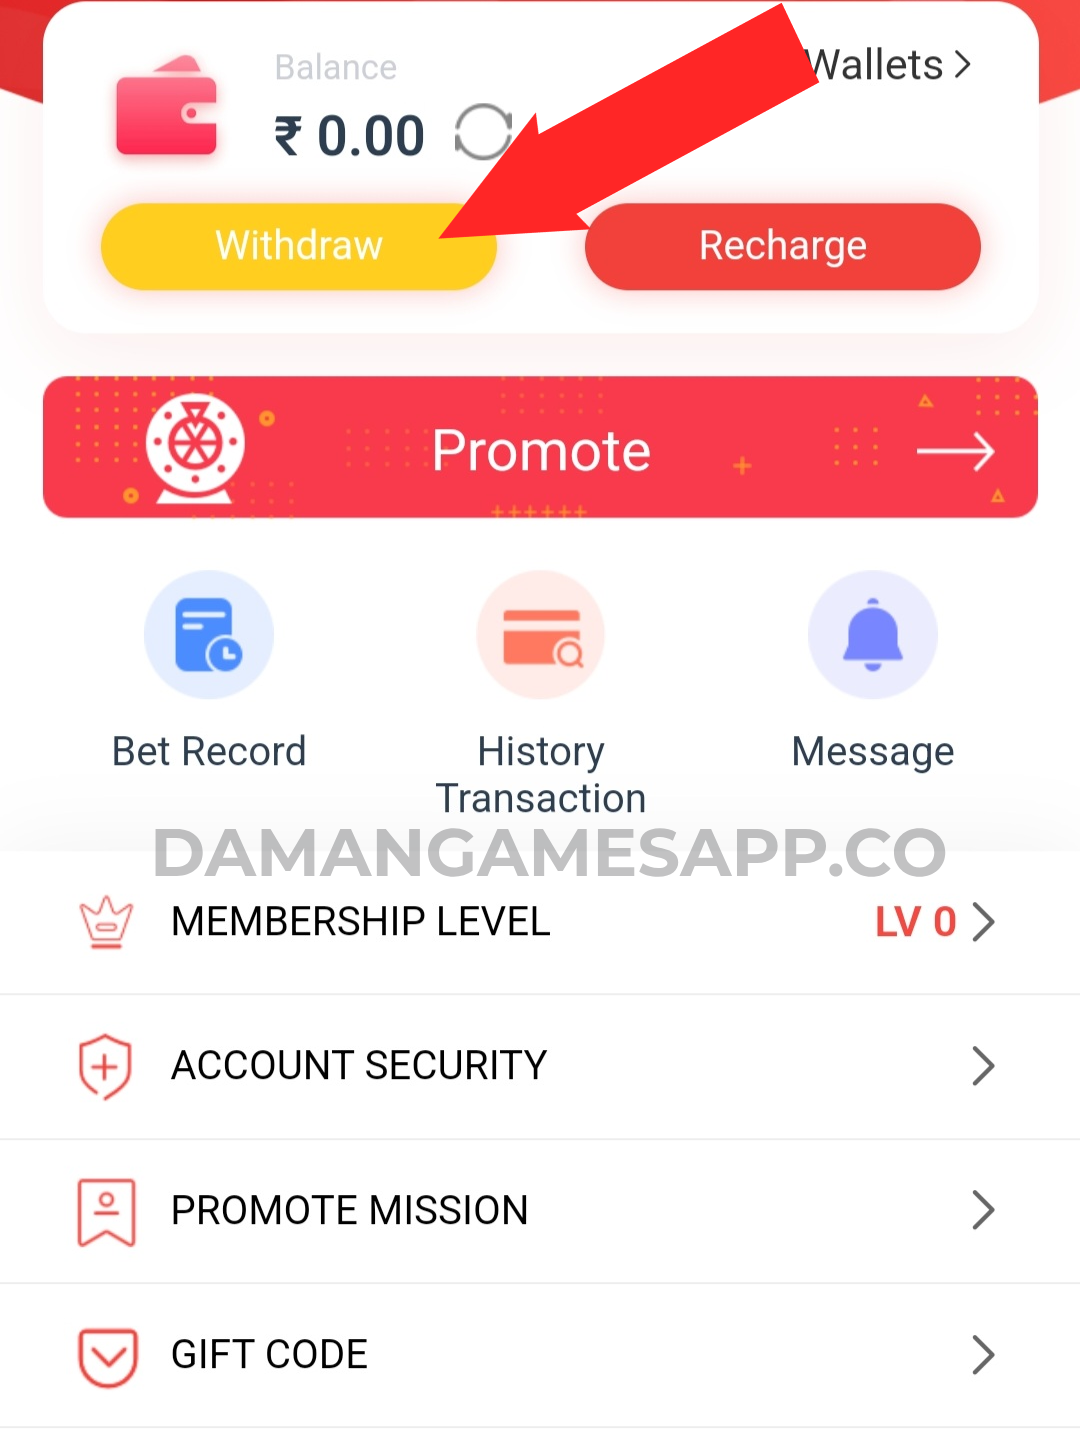 Balance
Wallets
₹ 0.00
Withdraw
Recharge
Promote
Bet Record
History
Transaction
Message
DAMANGAMESAPP.CO
MEMBERSHIP LEVEL
LV 0
ACCOUNT SECURITY
PROMOTE MISSION
GIFT CODE